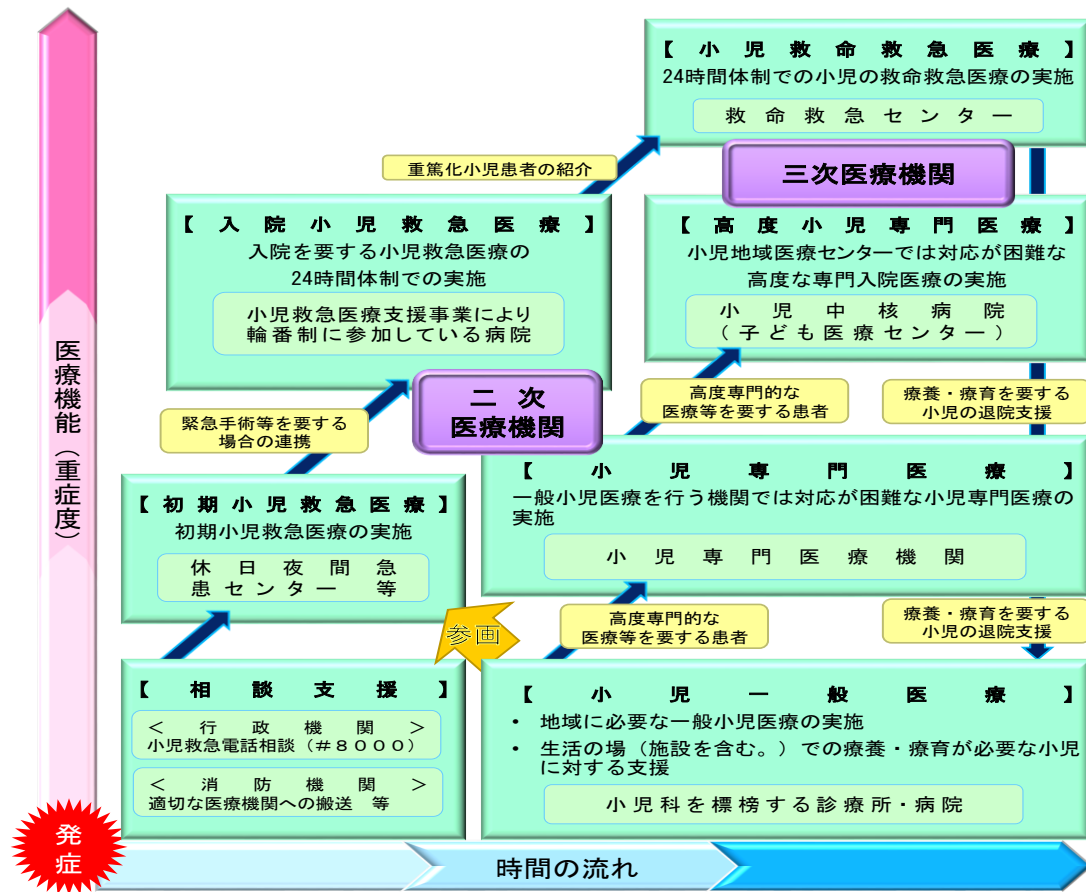 【小児救命救急医療】
24時間体制での小児の救命救急医療の実施
救命救急センター
重篤化小児患者の紹介
三次医療機関
【入院小児救急医療】
入院を要する小児救急医療の
24時間体制での実施
小児救急医療支援事業により
輪番制に参加している病院
【高度小児専門医療】
小児地域医療センターでは対応が困難な
高度な専門入院医療の実施
小児中核病院
（子ども医療センター）
医療機能（重症度）
二次
医療機関
緊急手術等を要する
場合の連携
高度専門的な
医療等を要する患者
療養・療育を要する
小児の退院支援
【初期小児救急医療】
初期小児救急医療の実施
休日夜間急
患センター等
【小児専門医療】
一般小児医療を行う機関では対応が困難な小児専門医療の
実施
小児専門医療機関
参画
高度専門的な
医療等を要する患者
療養・療育を要する
小児の退院支援
【相談支援】
＜行政機関＞
小児救急電話相談（＃８０００）
＜消防機関＞
適切な医療機関への搬送 等
【小児一般医療】
・ 地域に必要な一般小児医療の実施
・ 生活の場（施設を含む。）での療養・療育が必要な小児
に対する支援
小児科を標榜する診療所・病院
発症
時間の流れ